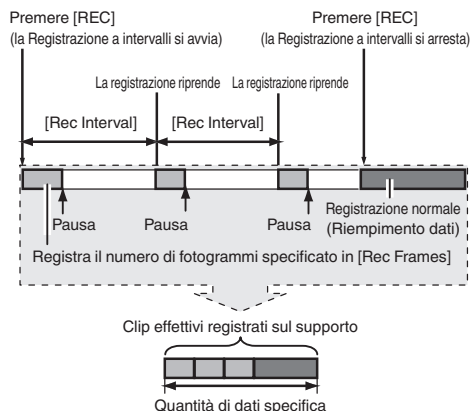 Premere [REC]
(la Registrazione a intervalli si avvia)
Premere [REC]
(la Registrazione a intervalli si arresta)
La registrazione riprende
La registrazione riprende
[Rec Interval]
[Rec Interval]
Pausa
Pausa
Pausa
Registrazione normale
(Riempimento dati)
Registra il numero di fotogrammi specificato in [Rec Frames]
Clip effettivi registrati sul supporto
Quantità di dati specifica